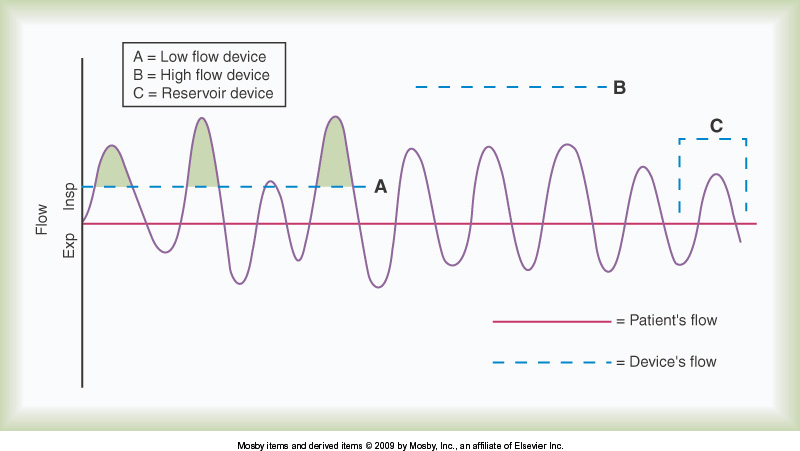 A = Low flow device
B = High flow device
C = Reservoir device
B
C
A
Flow
Insp
Exp
= Patient's flow
= Device's flow
Mosby items and derived items © 2009 by Mosby, Inc., an affiliate of Elsevier Inc.